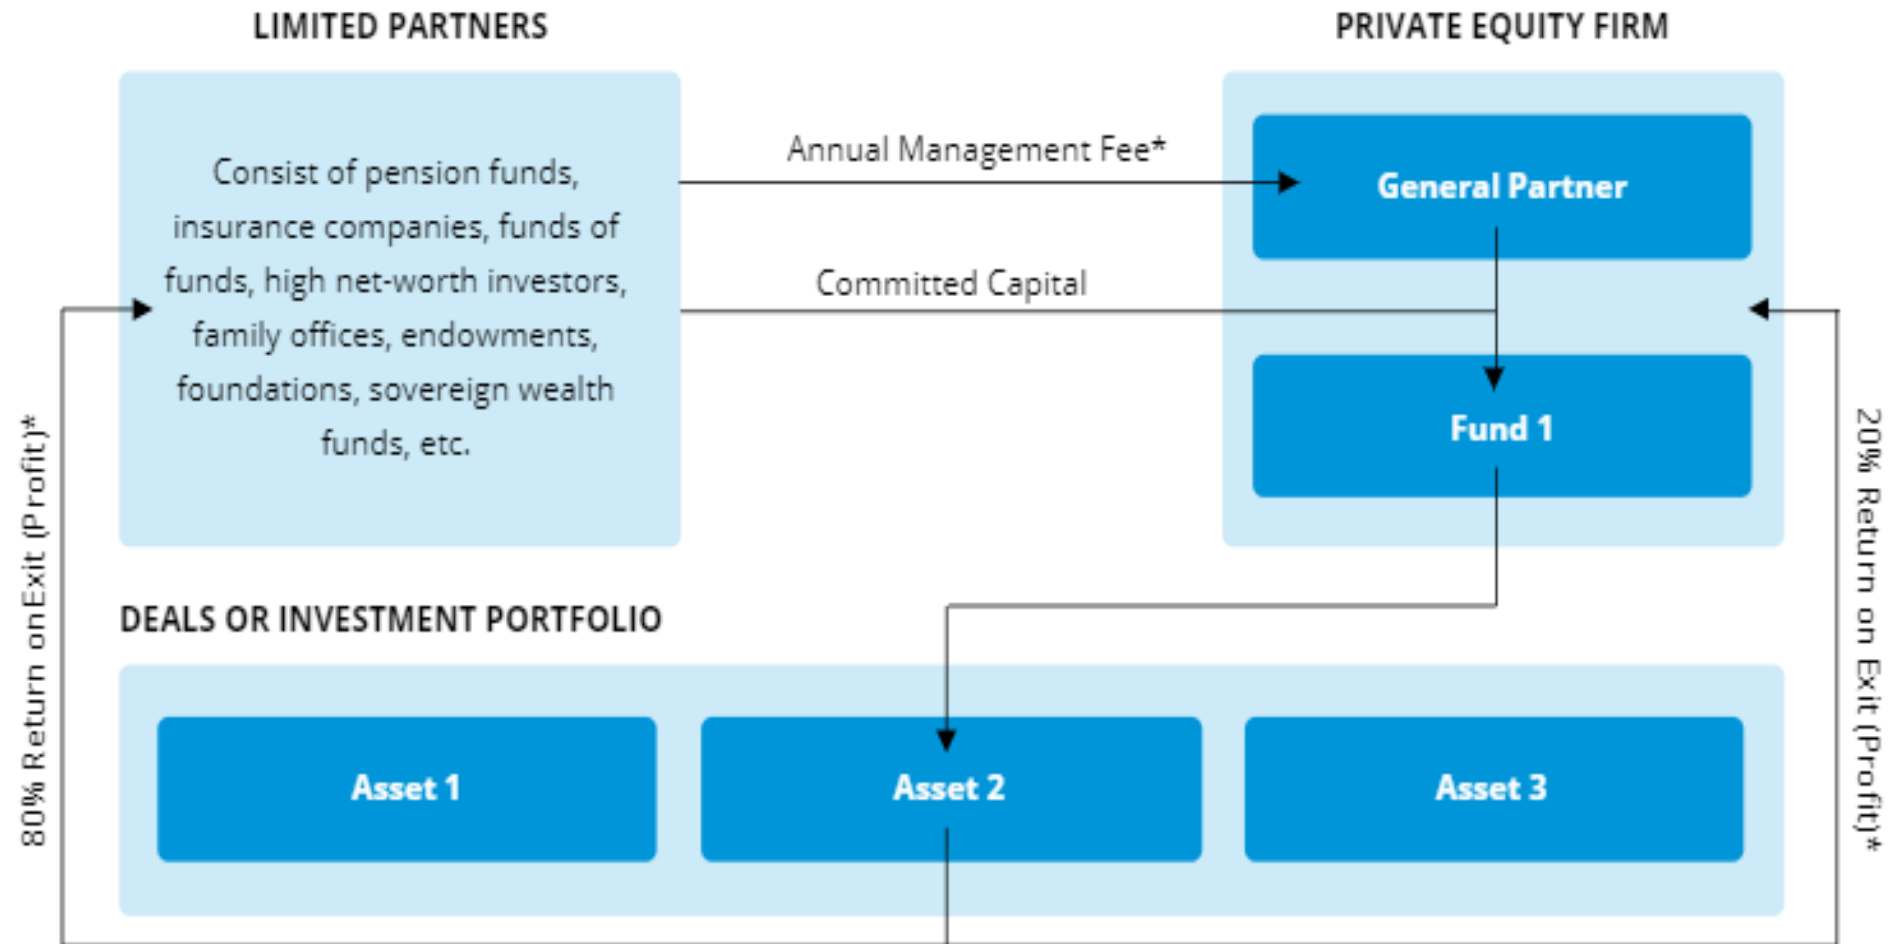 LIMITED PARTNERS
PRIVATE EQUITY FIRM
Consist of pension funds,
insurance companies, funds of
funds, high net-worth investors,
family offices, endowments,
foundations, sovereign wealth
funds, etc.
Annual Management Fee*
Committed Capital
General Partner
Fund 1
80% Return onExit (Profit)*
20% Return on Exit (Profit)*
DEALS OR INVESTMENT PORTFOLIO
Asset 1
Asset 2
Asset 3